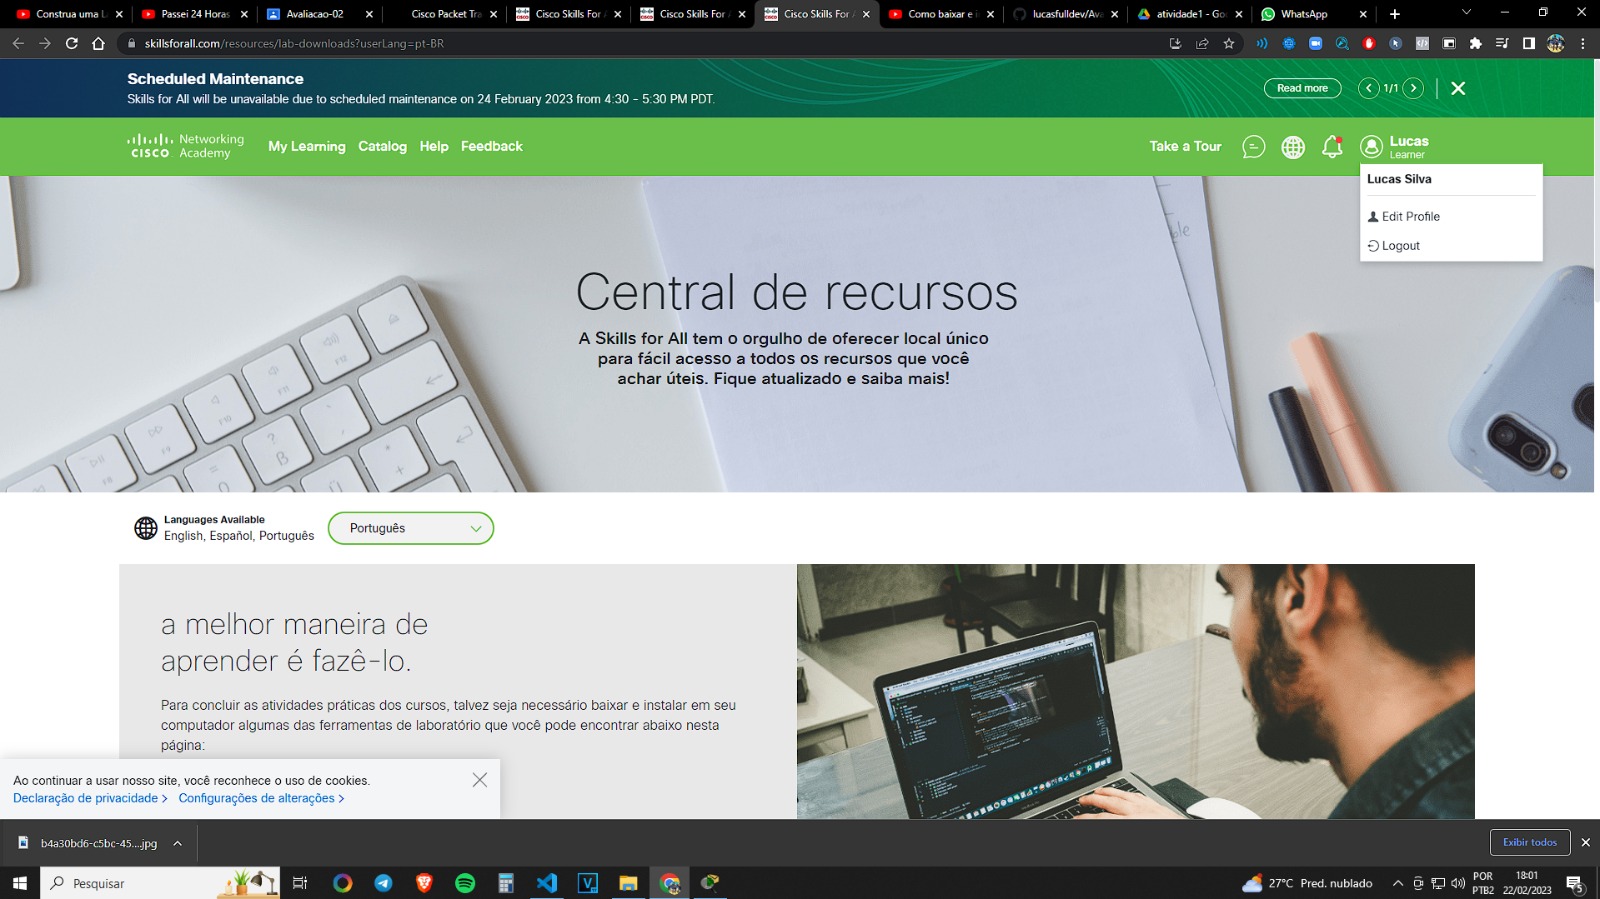 Construa uma L
Passei 24 Horas
Avaliacao-02
Cisco Packet Tra
Cisco Skills For A
Cisco Skills For A
Cisco Skills For A
Como baixar e i
lucasfulldev/Ava
atividade1 - Goo
WhatsApp
skillsforall.com/resources/lab-downloads?userLang=pt-BR
Scheduled Maintenance
Skills for All will be unavailable due to scheduled maintenance on 24 February 2023 from 4:30 - 5:30 PM PDT.
Read more
1/1
CISCO
Networking
Academy
My Learning
Catalog
Help
Feedback
Take a Tour
Lucas
Learner
Lucas Silva
Edit Profile
Logout
Central de recursos
A Skills for All tem o orgulho de oferecer local único
para fácil acesso a todos os recursos que você
achar úteis. Fique atualizado e saiba mais!
Languages Available
English, Español, Português
Português
a melhor maneira de
aprender é fazê-lo.
Para concluir as atividades práticas dos cursos, talvez seja necessário baixar e instalar em seu
computador algumas das ferramentas de laboratório que você pode encontrar abaixo nesta
página:
Ao continuar a usar nosso site, você reconhece o uso de cookies.
Declaração de privacidade >
Configurações de alterações >
b4a30bd6-c5bc-45....jpg
Exibir todos
Pesquisar
27°C Pred. nublado
POR
PTB2
18:01
22/02/2023
5